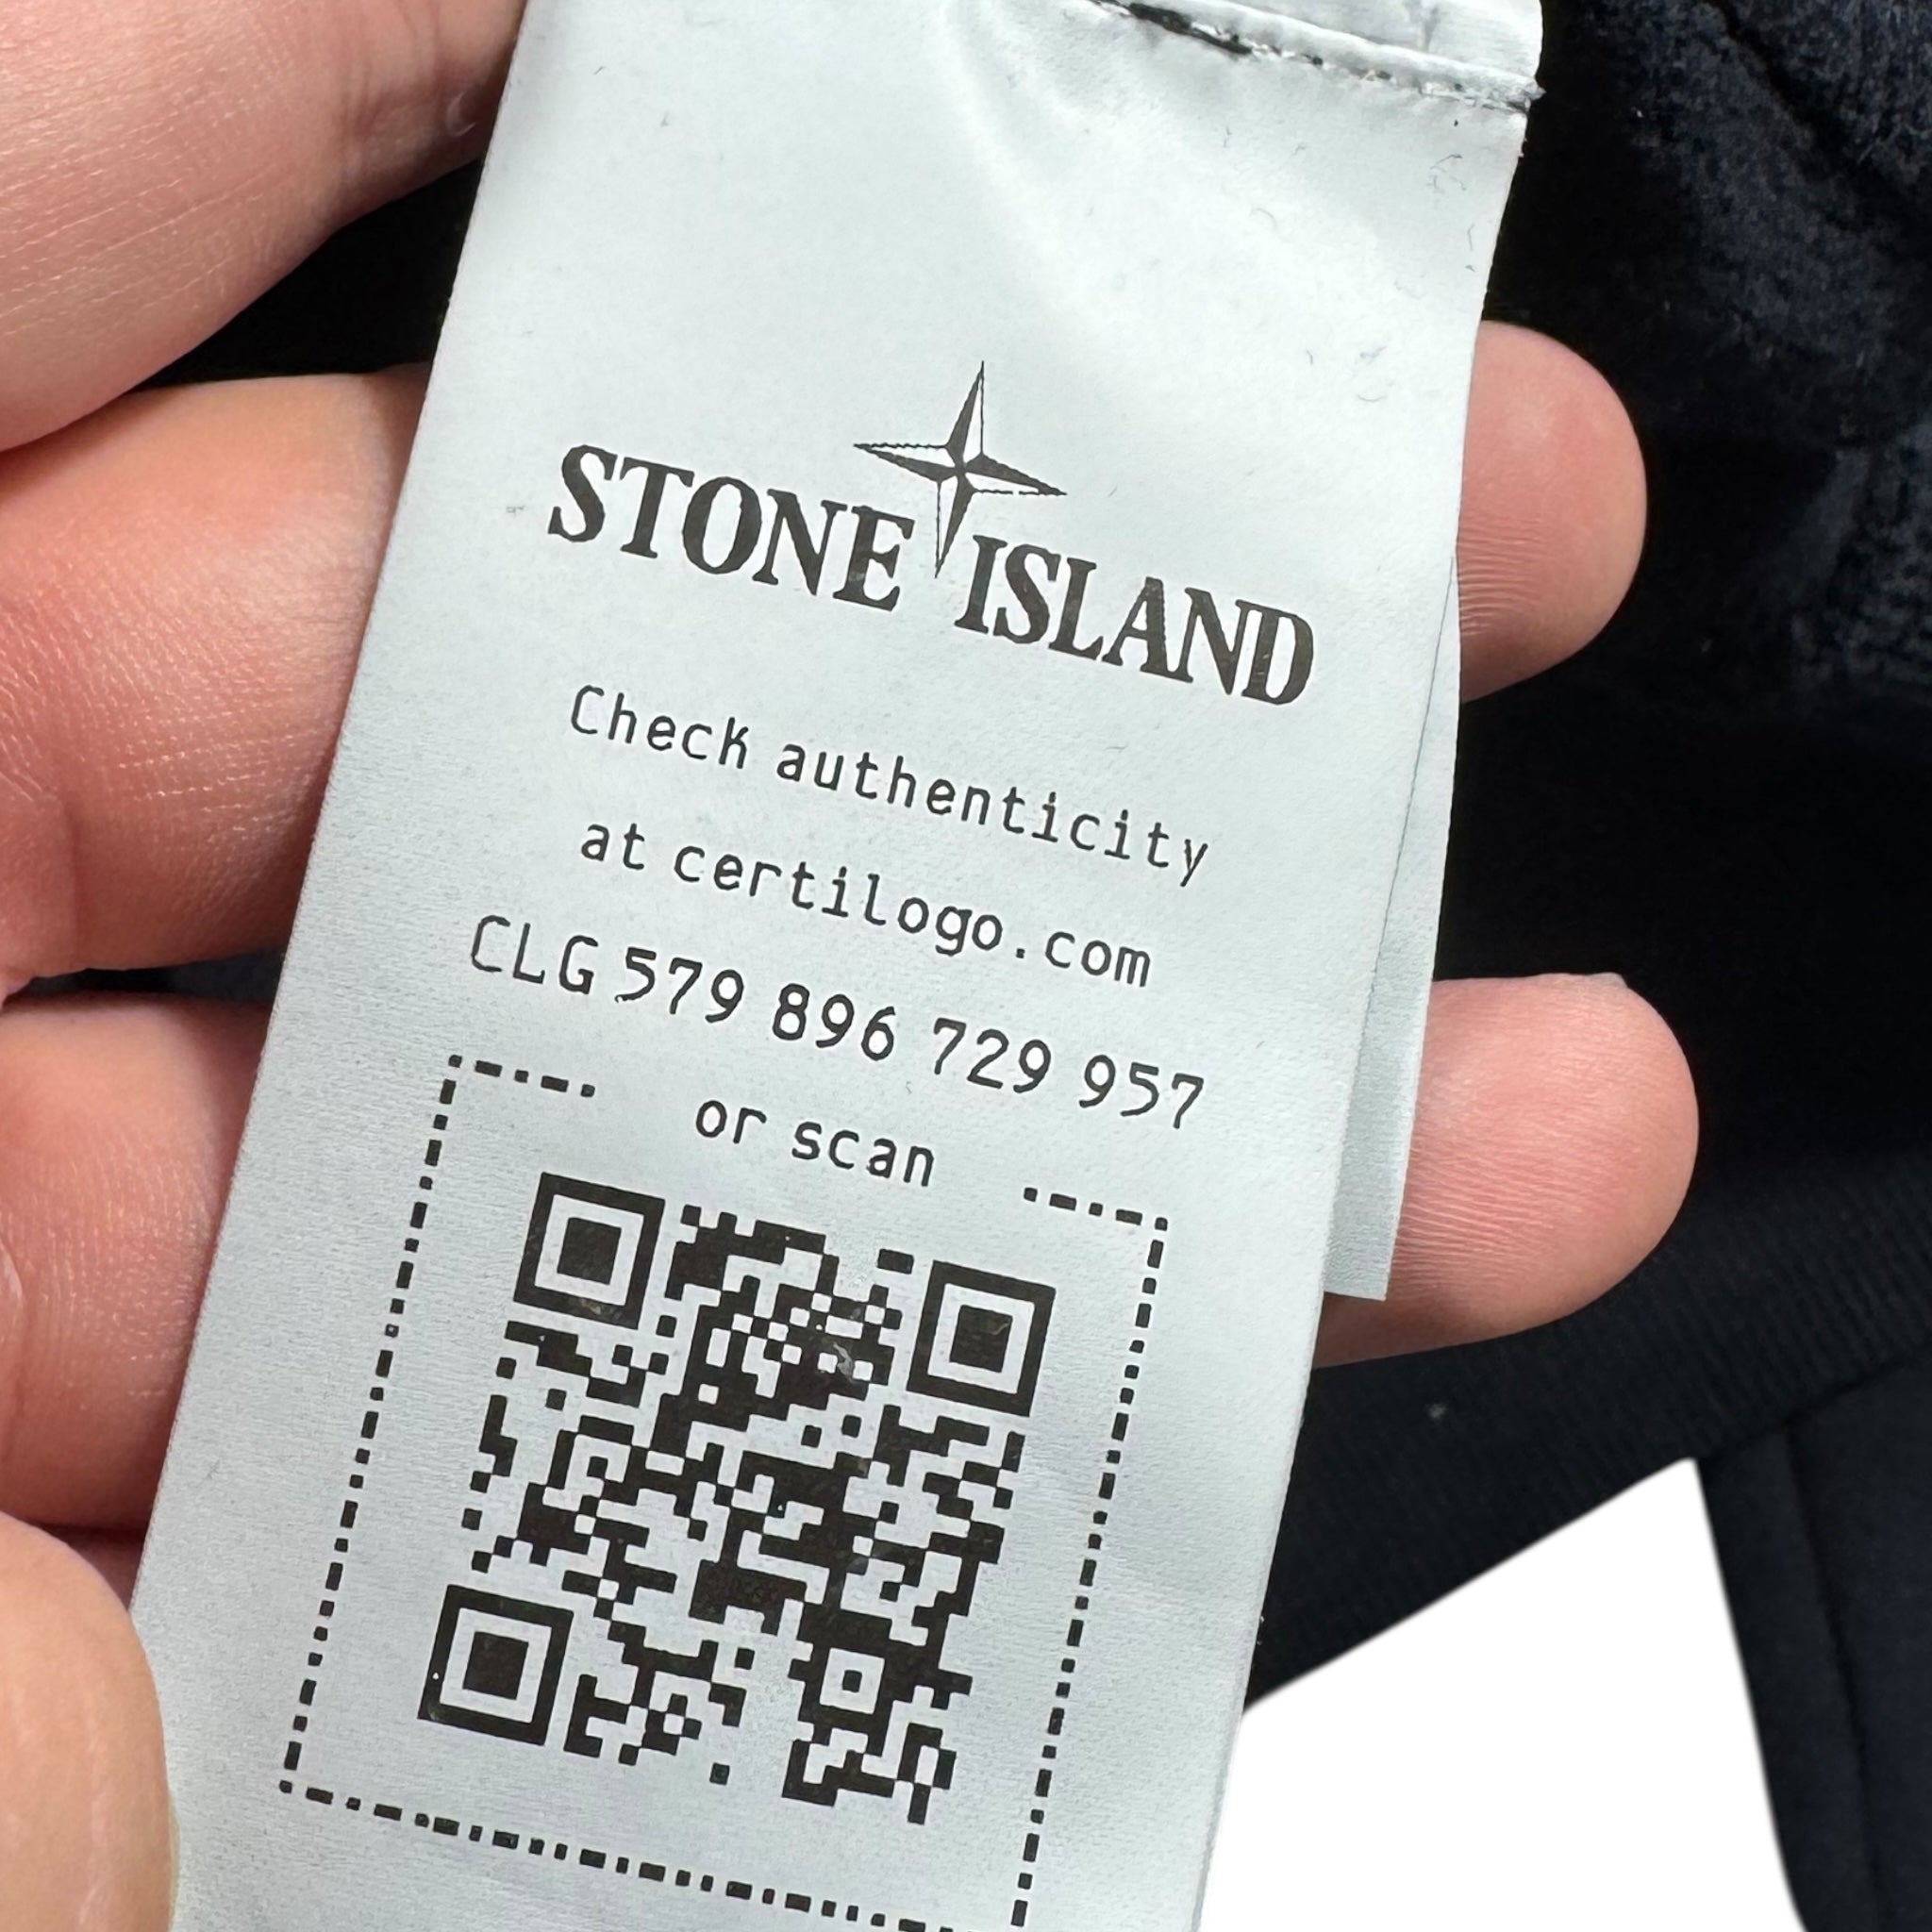 STONE ISLAND
Check authenticity
at certilogo.com
CLG 579 896 729 957
or scan